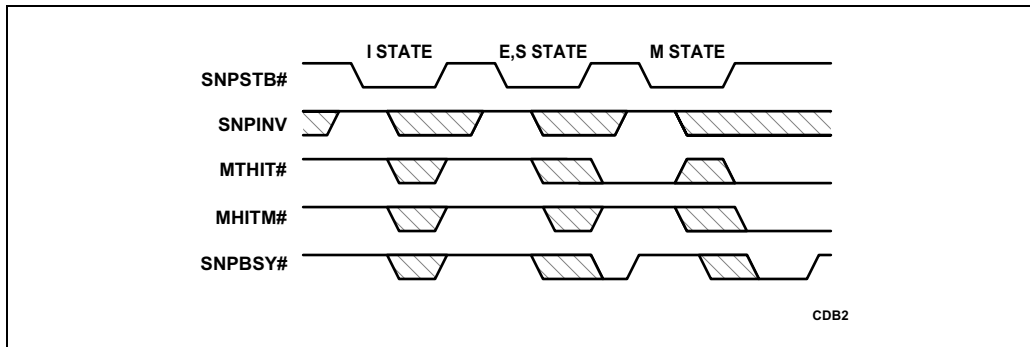 I STATE E,S STATE M STATE
SNPSTB#
SNPINV
MTHIT#
MHITM#
SNPBSY#
CDB2